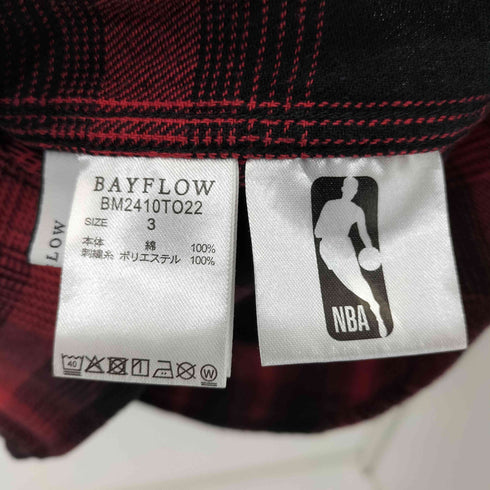 BAYFLOW
BM2410TO22
SIZE 3
本体 綿 100%
刺繍糸 ポリエステル 100%
40
W
LOW
NBA